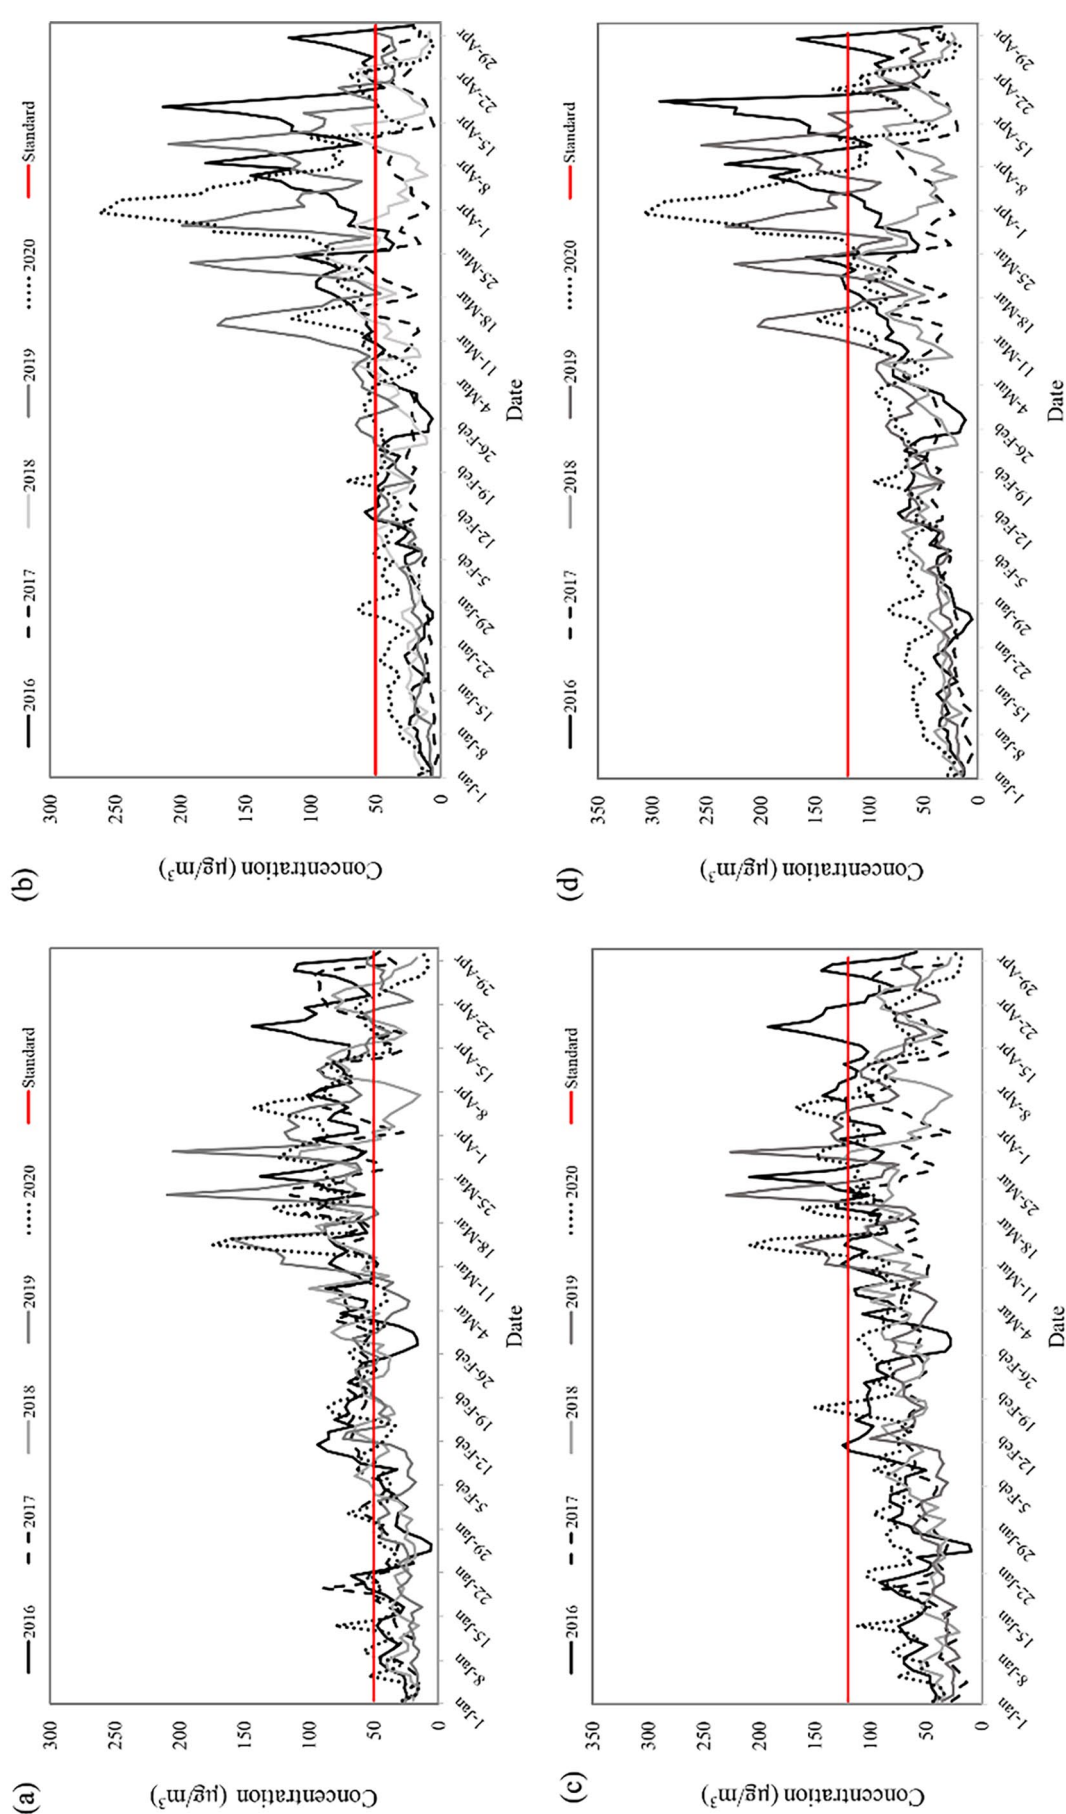 (a)
2016 2017 2018 2019 2020 Standard
300
250
200
150
100
50
0
Concentration (µg/m³)
1-Jan 8-Jan 15-Jan 22-Jan 29-Jan 5-Feb 12-Feb 19-Feb 26-Feb 4-Mar 11-Mar 18-Mar 25-Mar 1-Apr 8-Apr 15-Apr 22-Apr 29-Apr
Date
(b)
2016 2017 2018 2019 2020 Standard
300
250
200
150
100
50
0
Concentration (µg/m³)
1-Jan 8-Jan 15-Jan 22-Jan 29-Jan 5-Feb 12-Feb 19-Feb 26-Feb 4-Mar 11-Mar 18-Mar 25-Mar 1-Apr 8-Apr 15-Apr 22-Apr 29-Apr
Date
(c)
2016 2017 2018 2019 2020 Standard
350
300
250
200
150
100
50
0
Concentration (µg/m³)
1-Jan 8-Jan 15-Jan 22-Jan 29-Jan 5-Feb 12-Feb 19-Feb 26-Feb 4-Mar 11-Mar 18-Mar 25-Mar 1-Apr 8-Apr 15-Apr 22-Apr 29-Apr
Date
(d)
2016 2017 2018 2019 2020 Standard
350
300
250
200
150
100
50
0
Concentration (µg/m³)
1-Jan 8-Jan 15-Jan 22-Jan 29-Jan 5-Feb 12-Feb 19-Feb 26-Feb 4-Mar 11-Mar 18-Mar 25-Mar 1-Apr 8-Apr 15-Apr 22-Apr 29-Apr
Date